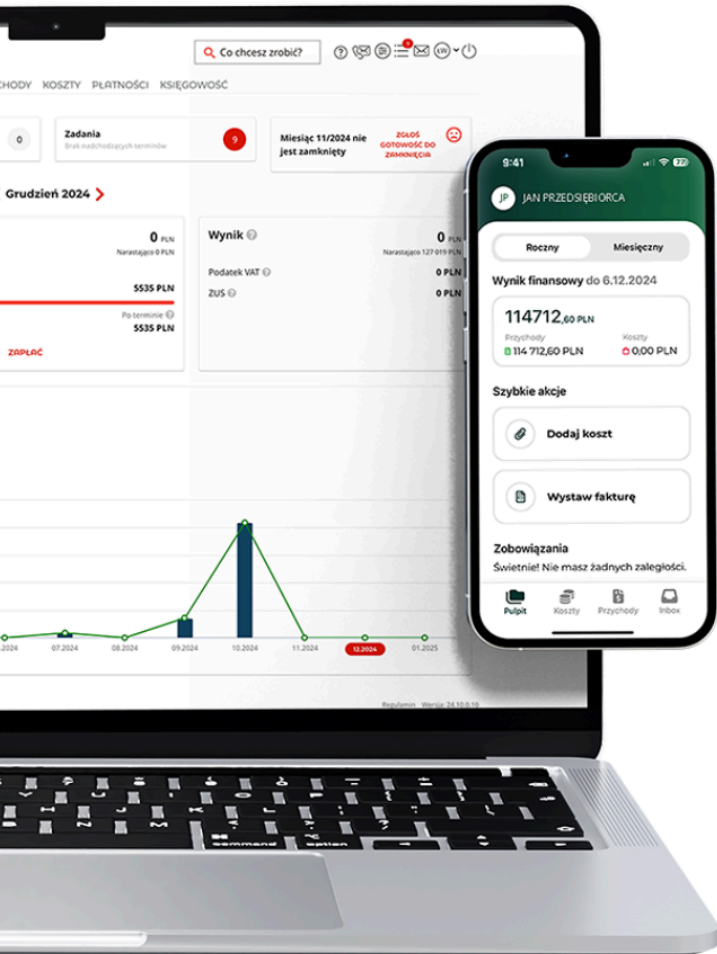 Co chcesz zrobić?
9
ŁW
CHODY KOSZTY PŁATNOŚCI KSIĘGOWOŚĆ
0
Zadania
Brak nadchodzących terminów
9
Miesiąc 11/2024 nie
jest zamknięty
ZGŁOŚ
GOTOWOŚĆ DO
ZAMKNIĘCIA
Grudzień 2024
0 PLN
Narastająco 0 PLN
5535 PLN
Po terminie
5535 PLN
ZAPŁAĆ
Wynik
0 PLN
Narastająco 127 019 PLN
Podatek VAT
0 PLN
ZUS
0 PLN
.2024 07.2024 08.2024 09.2024 10.2024 11.2024 12.2024 01.2025
Regulamin Wersja: 24.10.0.10
command option
9:41
JP JAN PRZEDSIĘBIORCA
Roczny Miesięczny
Wynik finansowy do 6.12.2024
114712,60 PLN
Przychody Koszty
114 712,60 PLN 0,00 PLN
Szybkie akcje
Dodaj koszt
Wystaw fakturę
Zobowiązania
Świetnie! Nie masz żadnych zaległości.
Pulpit Koszty Przychody Inbox